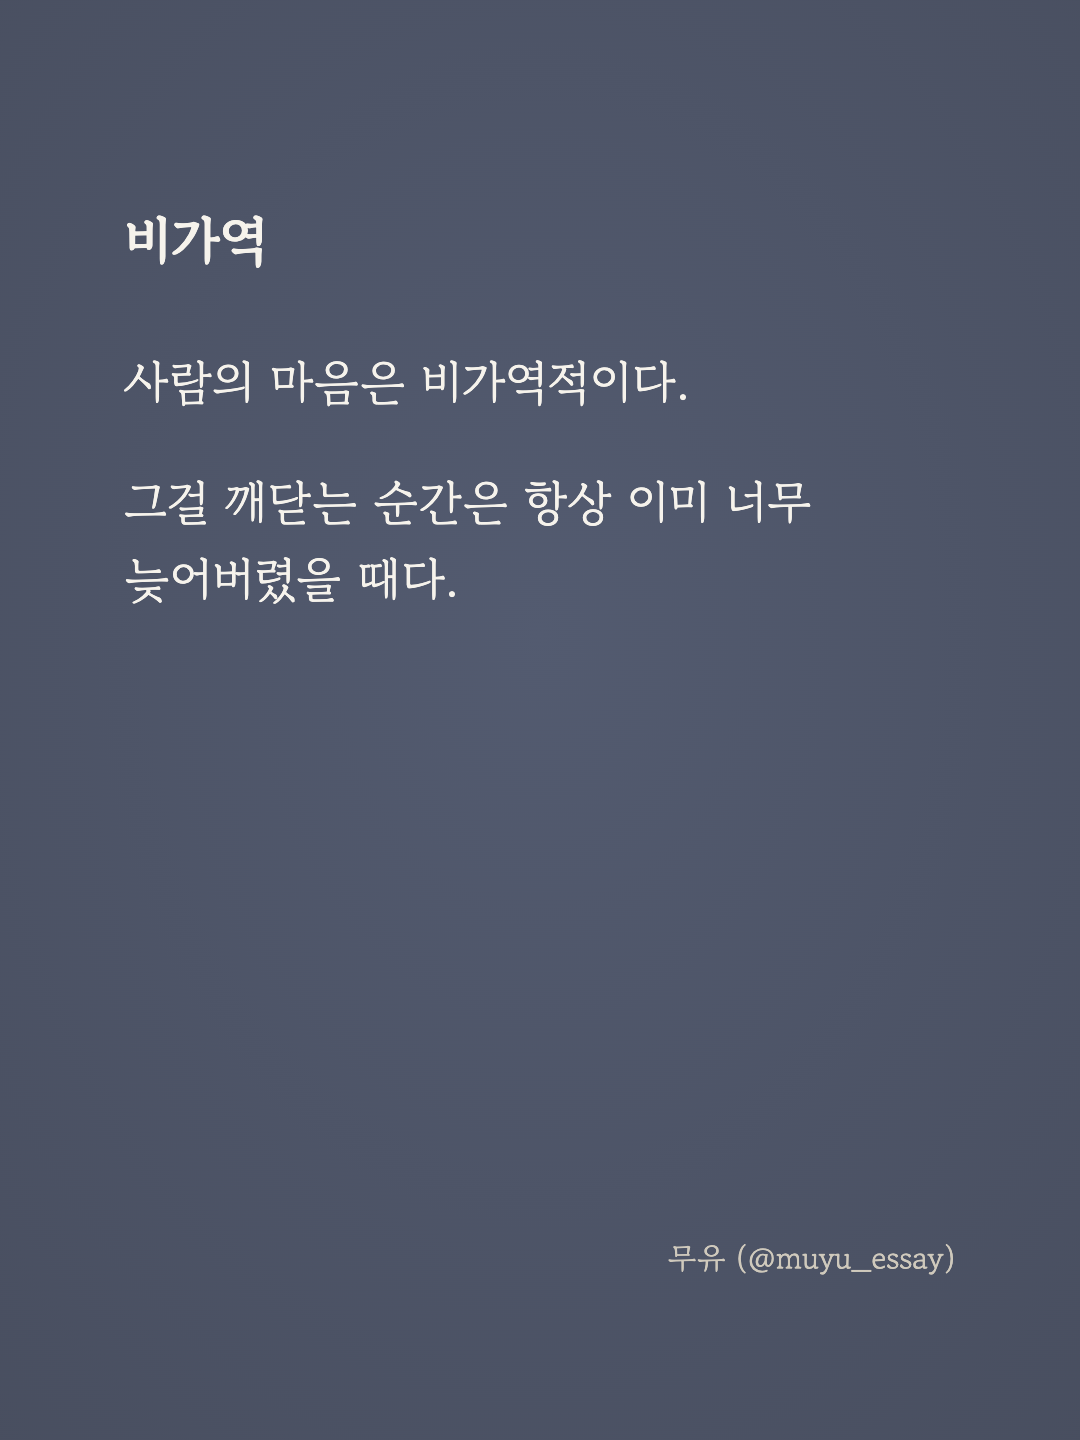 비가역
사람의 마음은 비가역적이다.
그걸 깨닫는 순간은 항상 이미 너무
늦어버렸을 때다.
무유 (@muyu_essay)